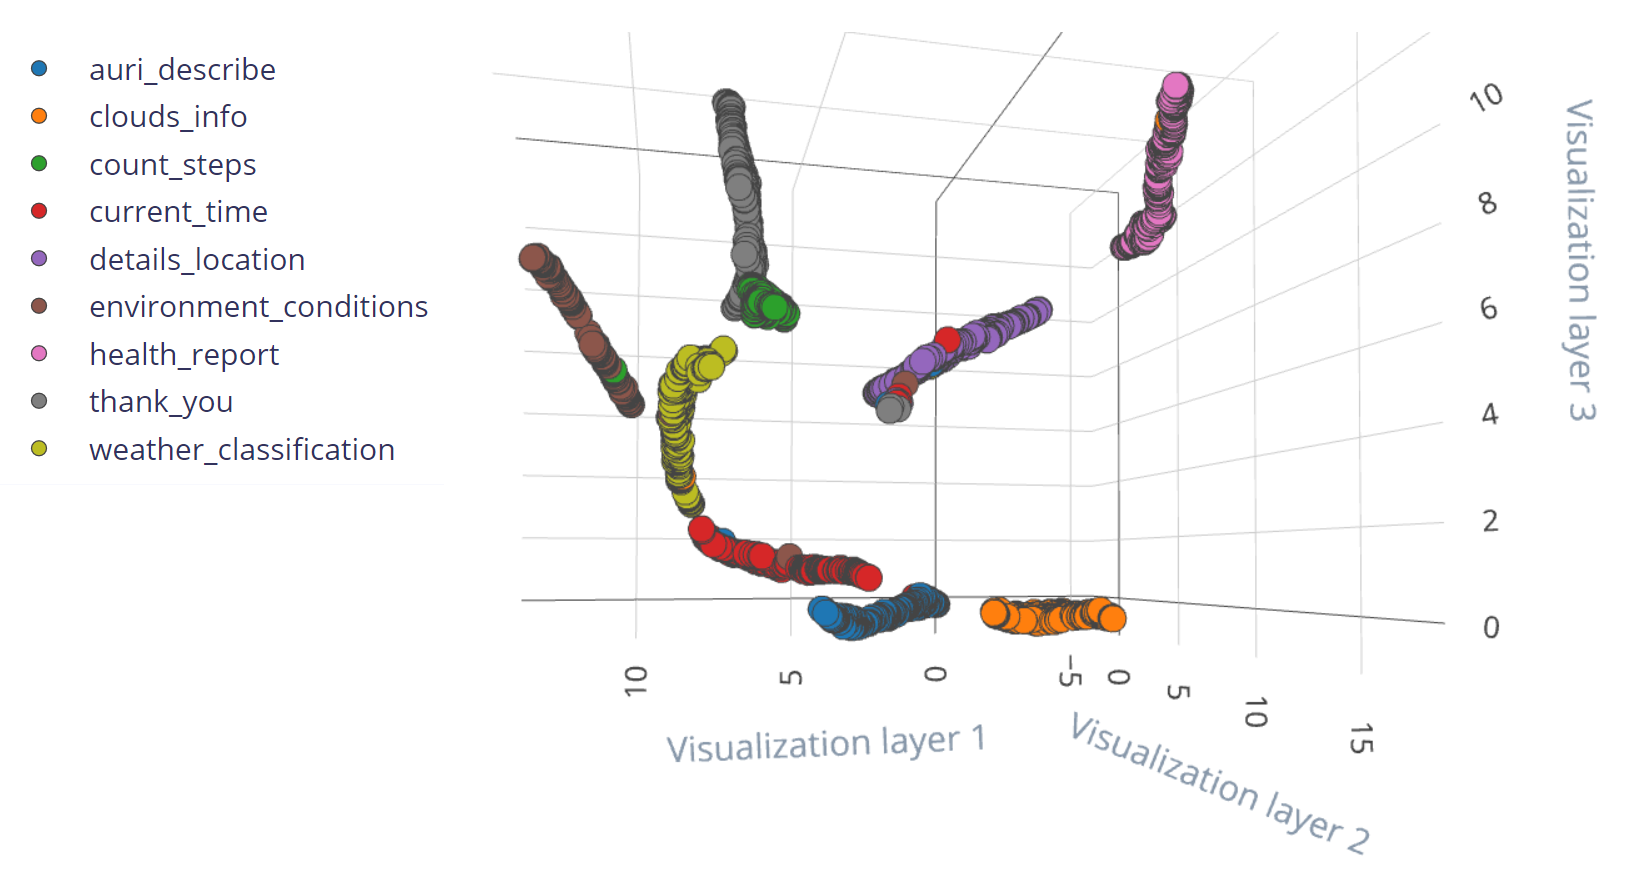 auri_describe
clouds_info
count_steps
current_time
details_location
environment_conditions
health_report
thank_you
weather_classification
10
8
6
4
2
0
Visualization layer 3
10
5
0
-5
Visualization layer 1
0
5
10
15
Visualization layer 2